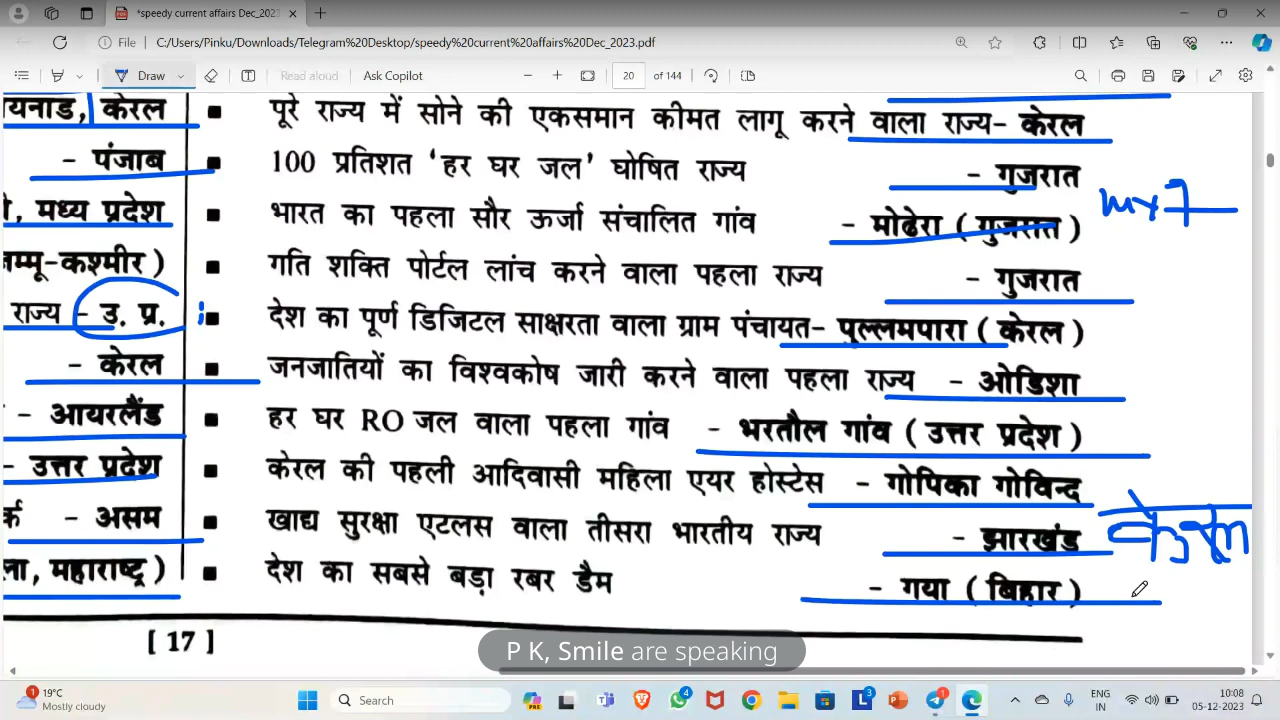 *speedy current affairs Dec_2023
File C:/Users/Pinku/Downloads/Telegram%20Desktop/speedy%20current%20affairs%20Dec_2023.pdf
Draw Read aloud Ask Copilot 20 of 144
केरल
- पंजाब
मध्य प्रदेश
राज्य - उ. प्र.
- केरल
- आयरलैंड
- उत्तर प्रदेश
- असम
महाराष्ट्र)
■ पूरे राज्य में सोने की एकसमान कीमत लागू करने वाला राज्य- केरल
■ 100 प्रतिशत ‘हर घर जल’ घोषित राज्य - गुजरात
■ भारत का पहला सौर ऊर्जा संचालित गांव - मोढेरा (गुजरात)
■ गति शक्ति पोर्टल लांच करने वाला पहला राज्य - गुजरात
■ देश का पूर्ण डिजिटल साक्षरता वाला ग्राम पंचायत- पुल्लमपारा (केरल)
■ जनजातियों का विश्वकोष जारी करने वाला पहला राज्य - ओडिशा
■ हर घर RO जल वाला पहला गांव - भरतौल गांव (उत्तर प्रदेश)
■ केरल की पहली आदिवासी महिला एयर होस्टेस - गोपिका गोविन्द
■ खाद्य सुरक्षा एटलस वाला तीसरा भारतीय राज्य - झारखंड
■ देश का सबसे बड़ा रबर डैम - गया (बिहार)
[ 17 ]
P K, Smile are speaking
1 19°C
Mostly cloudy
Search
4
3
1
ENG
IN
10:08
05-12-2023